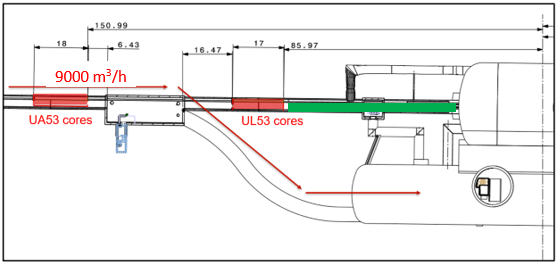 150.99
18
6.43
16.47
17
85.97
9000 m³/h
UA53 cores
UL53 cores